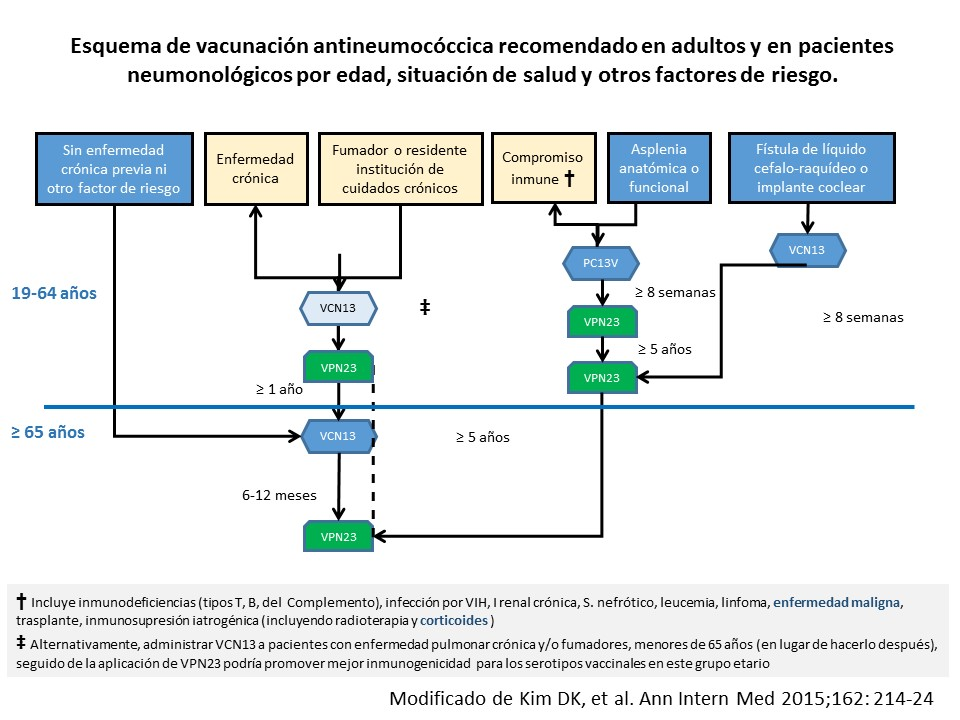 Esquema de vacunación antineumocóccica recomendado en adultos y en pacientes
neumonológicos por edad, situación de salud y otros factores de riesgo.
Sin enfermedad
crónica previa ni
otro factor de riesgo
Enfermedad
crónica
Fumador o residente
institución de
cuidados crónicos
Compromiso
inmune †
Asplenia
anatómica o
funcional
Fístula de líquido
cefalo-raquídeo o
implante coclear
VCN13
PC13V
19-64 años
≥ 8 semanas
VCN13
‡
VPN23
≥ 8 semanas
≥ 5 años
VPN23
VPN23
≥ 1 año
≥ 65 años
VCN13
≥ 5 años
6-12 meses
VPN23
† Incluye inmunodeficiencias (tipos T, B, del Complemento), infección por VIH, I renal crónica, S. nefrótico, leucemia, linfoma, enfermedad maligna,
trasplante, inmunosupresión iatrogénica (incluyendo radioterapia y corticoides )
‡ Alternativamente, administrar VCN13 a pacientes con enfermedad pulmonar crónica y/o fumadores, menores de 65 años (en lugar de hacerlo después),
seguido de la aplicación de VPN23 podría promover mejor inmunogenicidad para los serotipos vaccinales en este grupo etario
Modificado de Kim DK, et al. Ann Intern Med 2015;162: 214-24